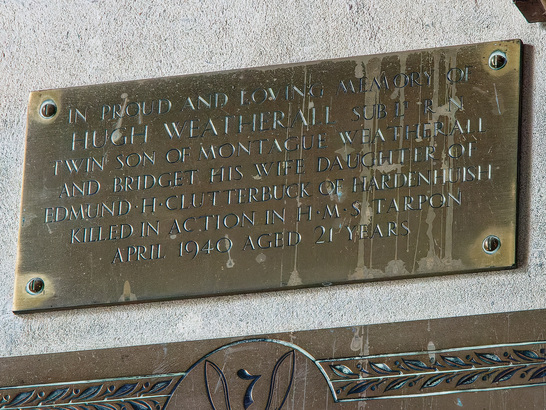 IN PROUD AND LOVING MEMORY OF
HUGH WEATHERALL SUB LT R.N
TWIN SON OF MONTAGUE WEATHERALL
AND BRIDGET HIS WIFE DAUGHTER OF
EDMUND·H·CLUTTERBUCK OF HARDENHUISH
KILLED IN ACTION IN H·M·S TARPON
APRIL 1940 AGED 21 YEARS
7